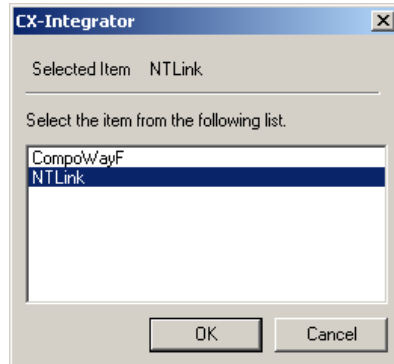 CX-Integrator
Selected Item NTLink
Select the item from the following list.
CompoWayF
NTLink
OK Cancel